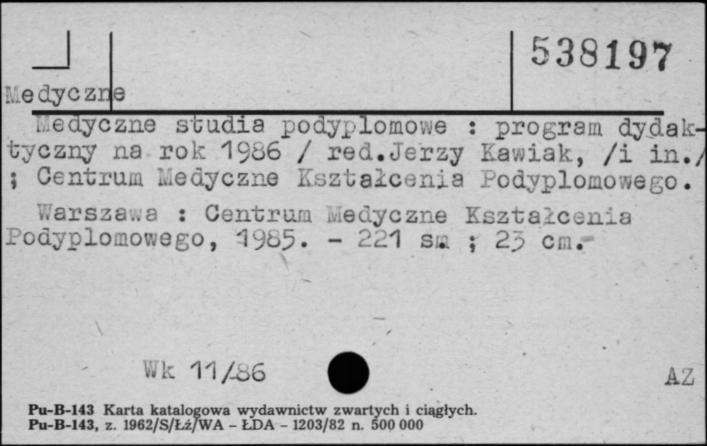 538197
Medyczne
Medyczne studia podyplomowe : program dydak-
tyczny na rok 1986 / red.Jerzy Kawiak, /i in./
; Centrum Medyczne Kształcenia Podyplomowego.
Warszawa : Centrum Medyczne Kształcenia
Podyplomowego, 1985. - 221 s. ; 23 cm.
Wk 11/86
AZ
Pu-B-143 Karta katalogowa wydawnictw zwartych i ciągłych.
Pu-B-143, z. 1962/S/Łź/WA - ŁDA - 1203/82 n. 500 000